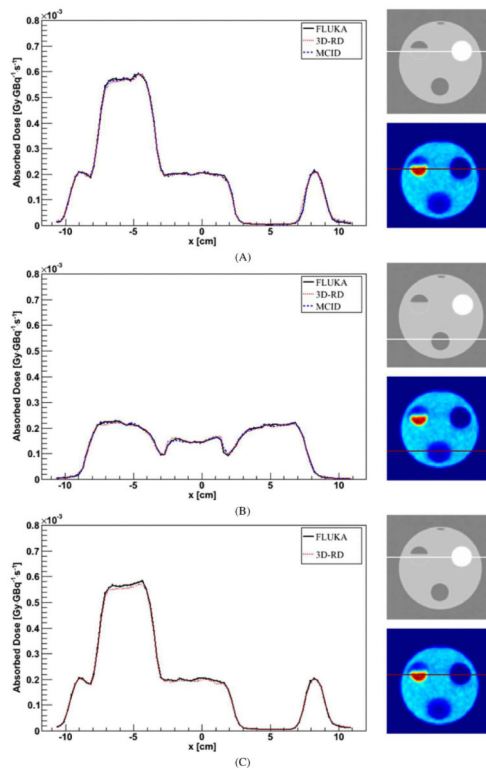 ×10⁻³
Absorbed Dose [Gy·GBq⁻¹·s⁻¹]
0.8
0.7
0.6
0.5
0.4
0.3
0.2
0.1
0
FLUKA
3D-RD
MCID
-10 -5 0 5 10
x [cm]
(A)
×10⁻³
Absorbed Dose [Gy·GBq⁻¹·s⁻¹]
0.8
0.7
0.6
0.5
0.4
0.3
0.2
0.1
0
FLUKA
3D-RD
MCID
-10 -5 0 5 10
x [cm]
(B)
×10⁻³
Absorbed Dose [Gy·GBq⁻¹·s⁻¹]
0.8
0.7
0.6
0.5
0.4
0.3
0.2
0.1
0
FLUKA
3D-RD
-10 -5 0 5 10
x [cm]
(C)